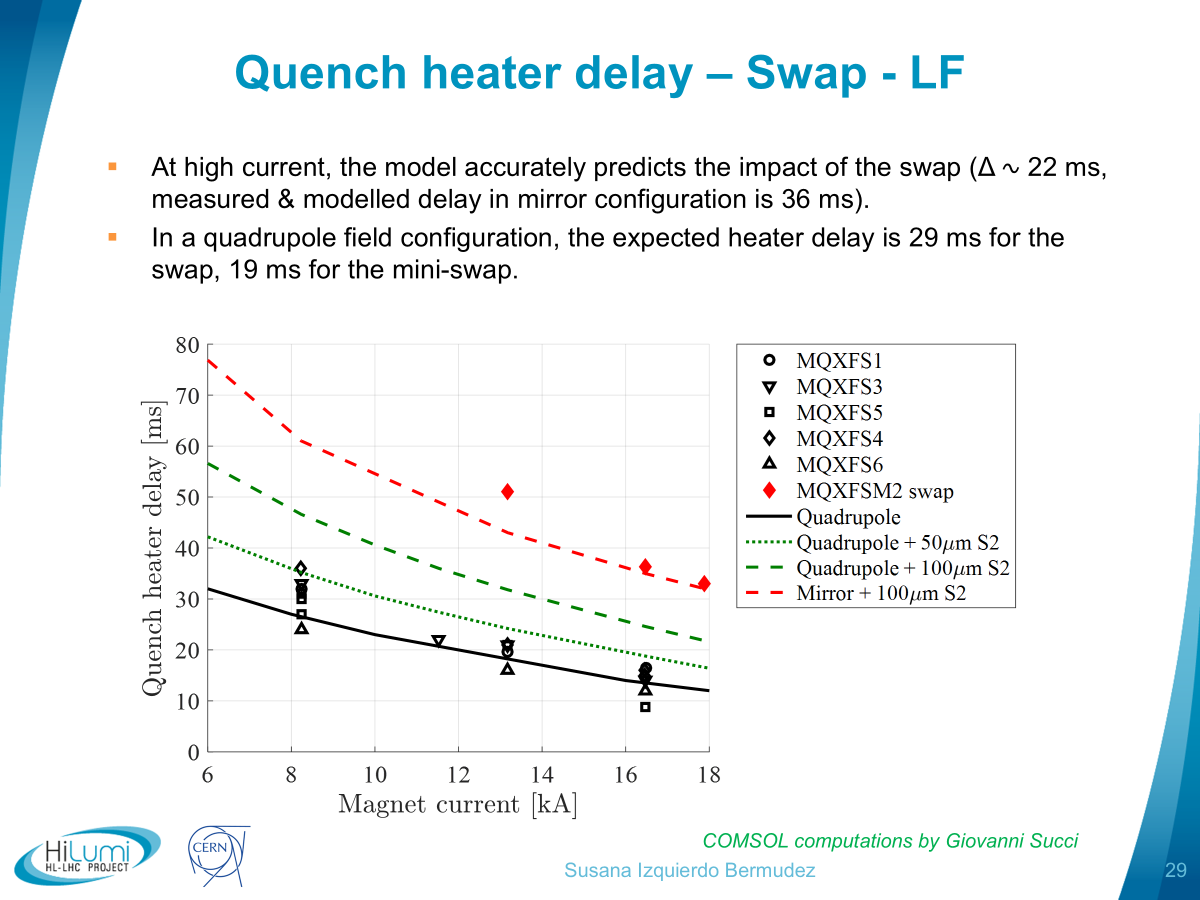 Quench heater delay – Swap - LF
At high current, the model accurately predicts the impact of the swap (Δ ∿ 22 ms,
measured & modelled delay in mirror configuration is 36 ms).
In a quadrupole field configuration, the expected heater delay is 29 ms for the
swap, 19 ms for the mini-swap.
80
70
60
50
40
30
20
10
0
Quench heater delay [ms]
6 8 10 12 14 16 18
Magnet current [kA]
MQXFS1
MQXFS3
MQXFS5
MQXFS4
MQXFS6
MQXFSM2 swap
Quadrupole
Quadrupole + 50μm S2
Quadrupole + 100μm S2
Mirror + 100μm S2
COMSOL computations by Giovanni Succi
HiLumi
HL-LHC PROJECT
CERN
Susana Izquierdo Bermudez
29